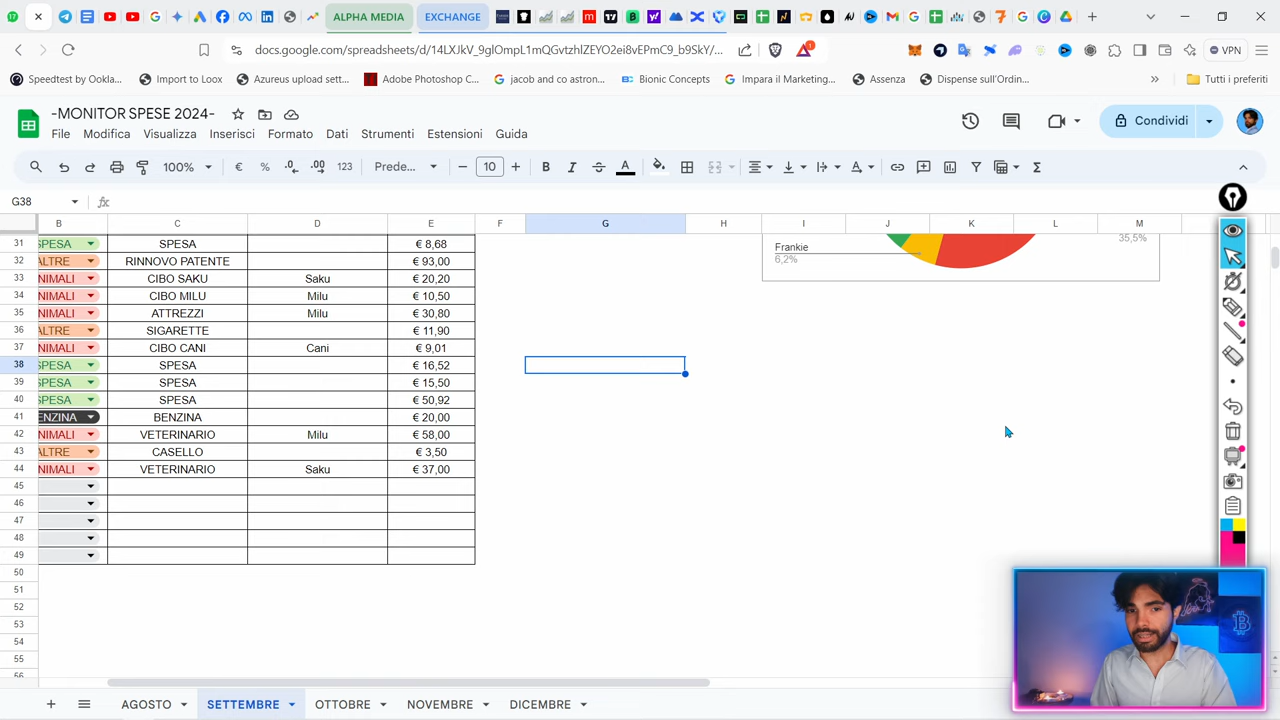 ALPHA MEDIA
EXCHANGE
docs.google.com/spreadsheets/d/14LXJkV_9glOmpL1mQGvtzhlZEYO2ei8vEPmC9_b9SkY/...
1
VPN
Speedtest by Ookla...
Import to Loox
Azureus upload sett...
Adobe Photoshop C...
jacob and co astron...
Bionic Concepts
Impara il Marketing...
Assenza
Dispense sull'Ordin...
»
Tutti i preferiti
-MONITOR SPESE 2024-
File Modifica Visualizza Inserisci Formato Dati Strumenti Estensioni Guida
Condividi
100% € % .0 .00 123 Prede... 10 B I S A Σ
G38 fx
B C D E F G H I J K L M
31 SPESA SPESA € 8,68
32 ALTRE RINNOVO PATENTE € 93,00
33 NIMALI CIBO SAKU Saku € 20,20
34 NIMALI CIBO MILU Milu € 10,50
35 NIMALI ATTREZZI Milu € 30,80
36 ALTRE SIGARETTE € 11,90
37 NIMALI CIBO CANI Cani € 9,01
38 SPESA SPESA € 16,52
39 SPESA SPESA € 15,50
40 SPESA SPESA € 50,92
41 ENZINA BENZINA € 20,00
42 NIMALI VETERINARIO Milu € 58,00
43 ALTRE CASELLO € 3,50
44 NIMALI VETERINARIO Saku € 37,00
45
46
47
48
49
50
51
52
53
54
55
Frankie
6,2%
35,5%
AGOSTO SETTEMBRE OTTOBRE NOVEMBRE DICEMBRE